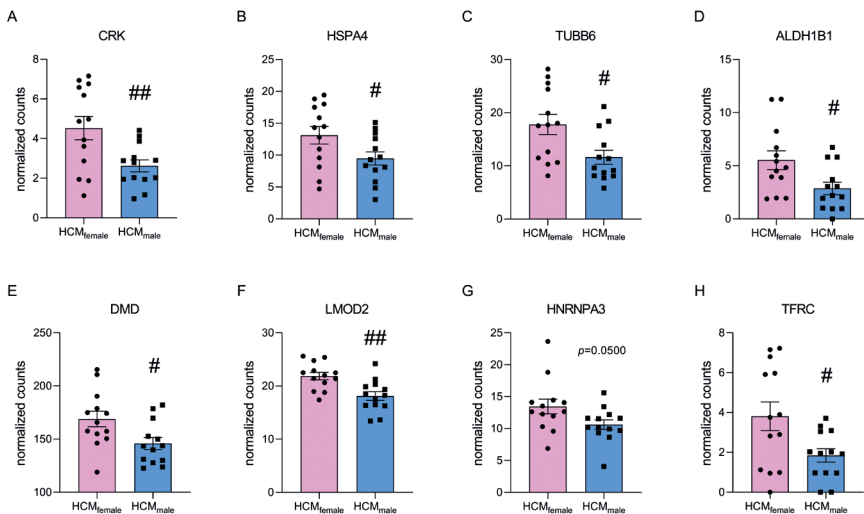 A
CRK
normalized counts
8
6
4
2
0
##
HCMfemale
HCMmale
B
HSPA4
normalized counts
25
20
15
10
5
0
#
HCMfemale
HCMmale
C
TUBB6
normalized counts
30
20
10
0
#
HCMfemale
HCMmale
D
ALDH1B1
normalized counts
15
10
5
0
#
HCMfemale
HCMmale
E
DMD
normalized counts
250
200
150
100
#
HCMfemale
HCMmale
F
LMOD2
normalized counts
30
20
10
0
##
HCMfemale
HCMmale
G
HNRNPA3
normalized counts
30
25
20
15
10
5
0
p=0.0500
HCMfemale
HCMmale
H
TFRC
normalized counts
8
6
4
2
0
#
HCMfemale
HCMmale